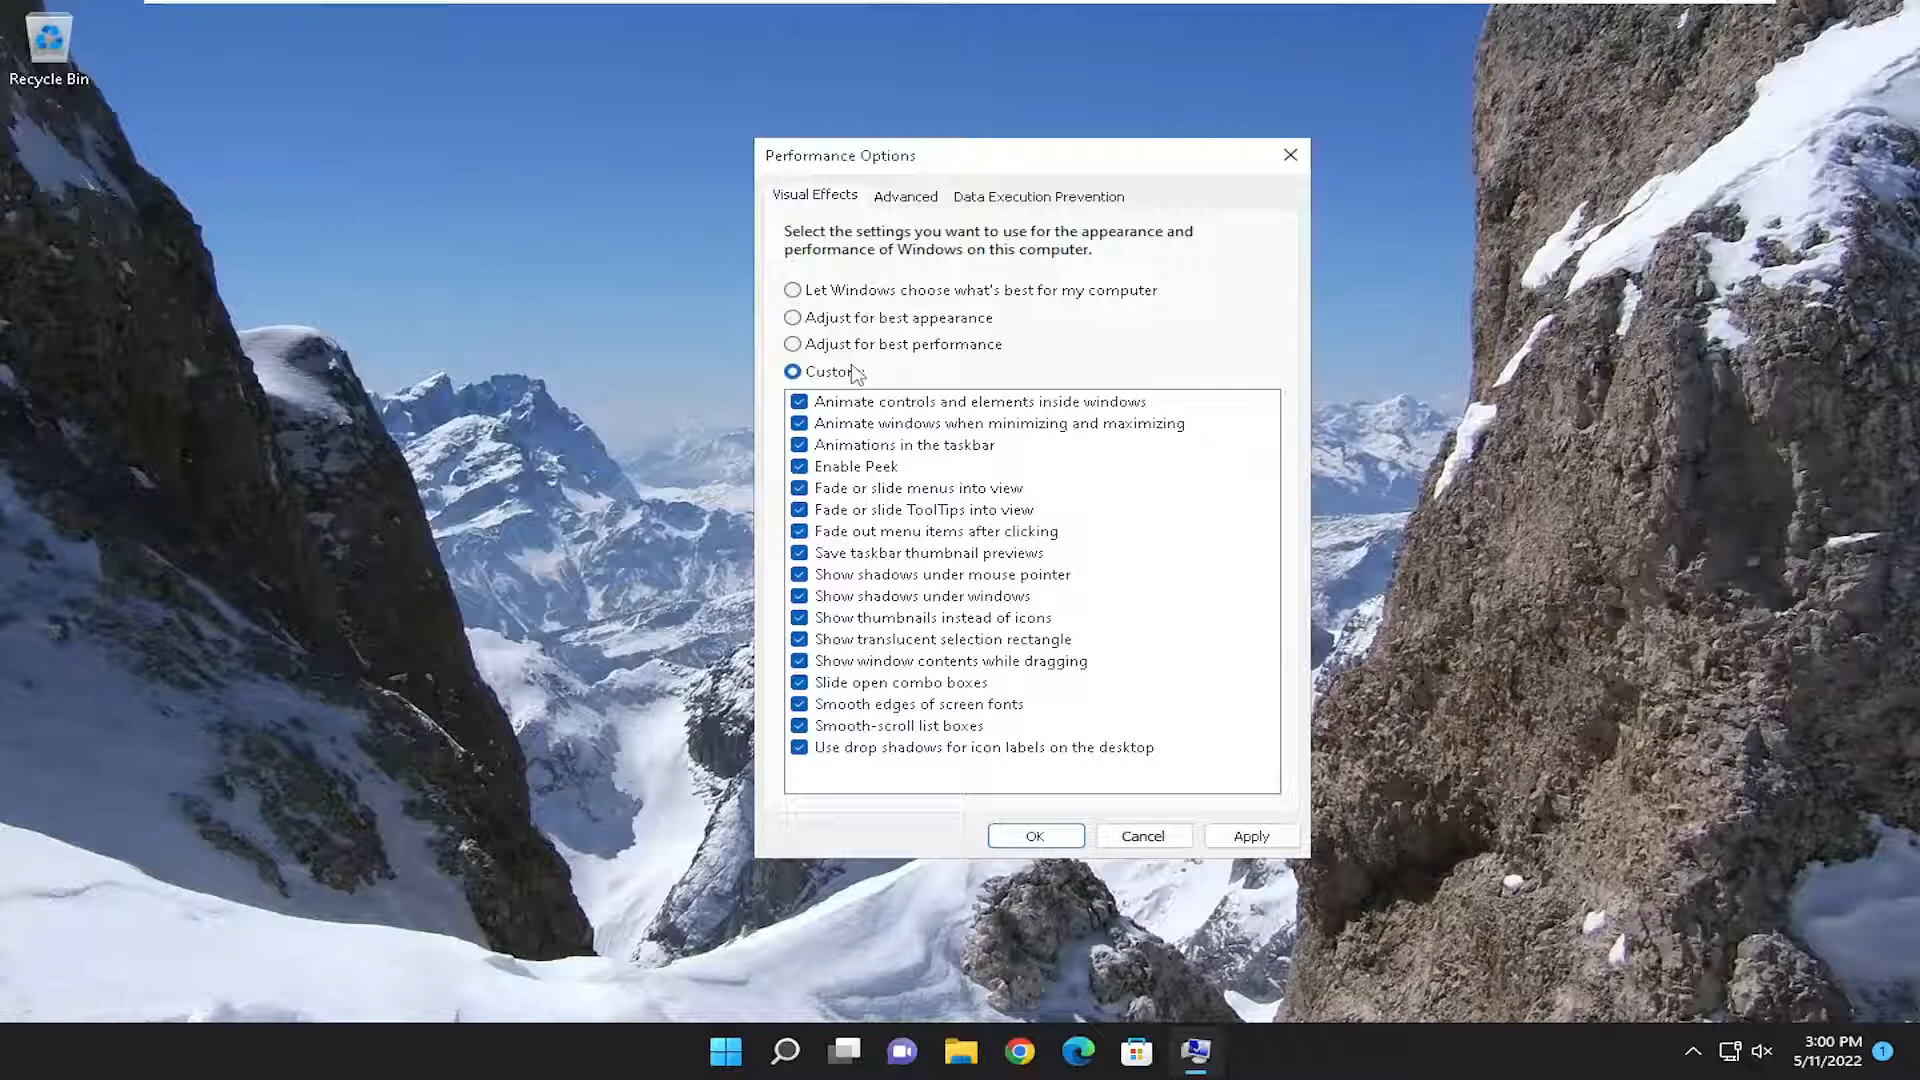 Recycle Bin
Performance Options
Visual Effects
Advanced
Data Execution Prevention
Select the settings you want to use for the appearance and
performance of Windows on this computer.
Let Windows choose what's best for my computer
Adjust for best appearance
Adjust for best performance
Custom:
Animate controls and elements inside windows
Animate windows when minimizing and maximizing
Animations in the taskbar
Enable Peek
Fade or slide menus into view
Fade or slide ToolTips into view
Fade out menu items after clicking
Save taskbar thumbnail previews
Show shadows under mouse pointer
Show shadows under windows
Show thumbnails instead of icons
Show translucent selection rectangle
Show window contents while dragging
Slide open combo boxes
Smooth edges of screen fonts
Smooth-scroll list boxes
Use drop shadows for icon labels on the desktop
OK
Cancel
Apply
3:00 PM
5/11/2022
1